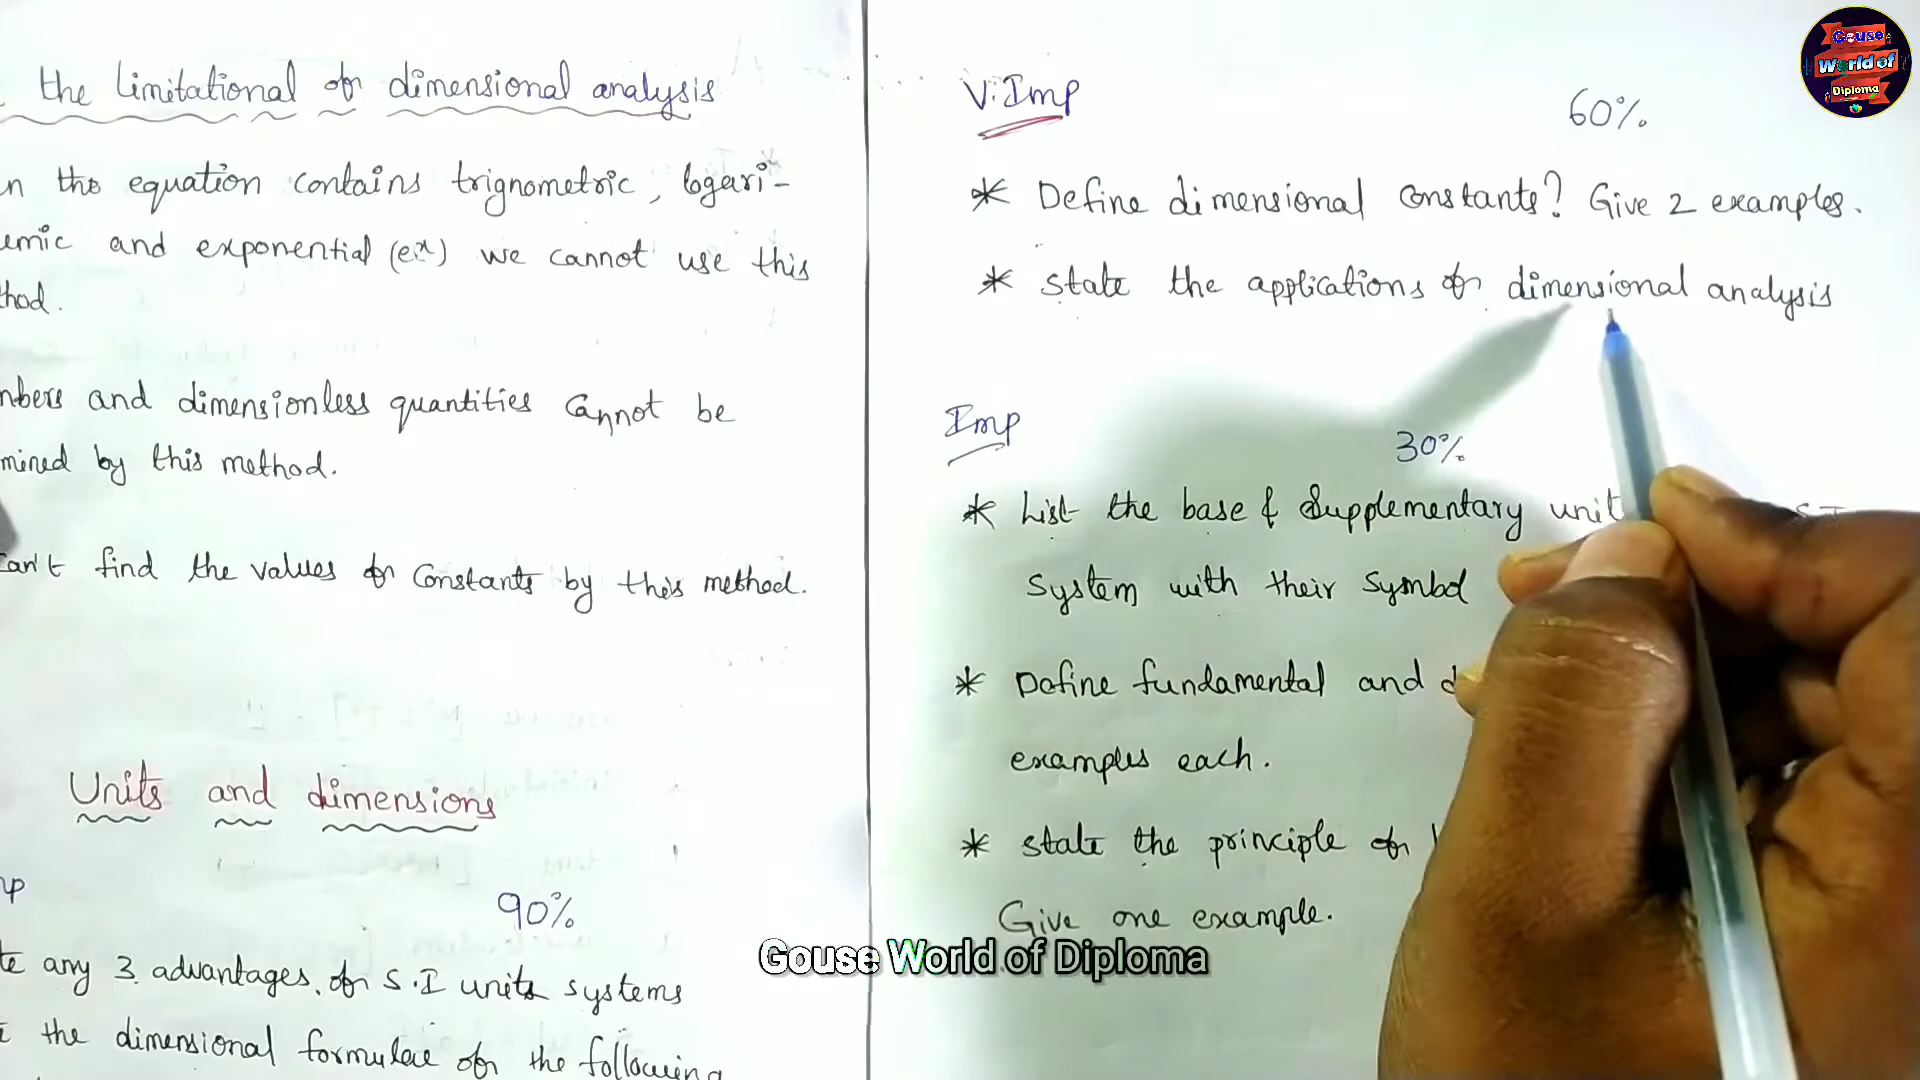 the Limitational of dimensional analysis
n the equation contains trignometric, logari-
emic and exponential (ex) we cannot use this
hod.
nbers and dimensionless quantities cannot be
mined by this method.
can't find the values of constants by this method.
Units and dimensions
mp
90%
te any 3 advantages of S.I units systems
the dimensional formulae of the following
V. Imp
60%
* Define dimensional constants? Give 2 examples.
* State the applications of dimensional analysis
Imp
30%
* List the base & Supplementary unit
System with their Symbol
* Define fundamental and d
examples each.
* State the principle of
Give one example.
Gouse World of Diploma
Gouse
World of
Diploma